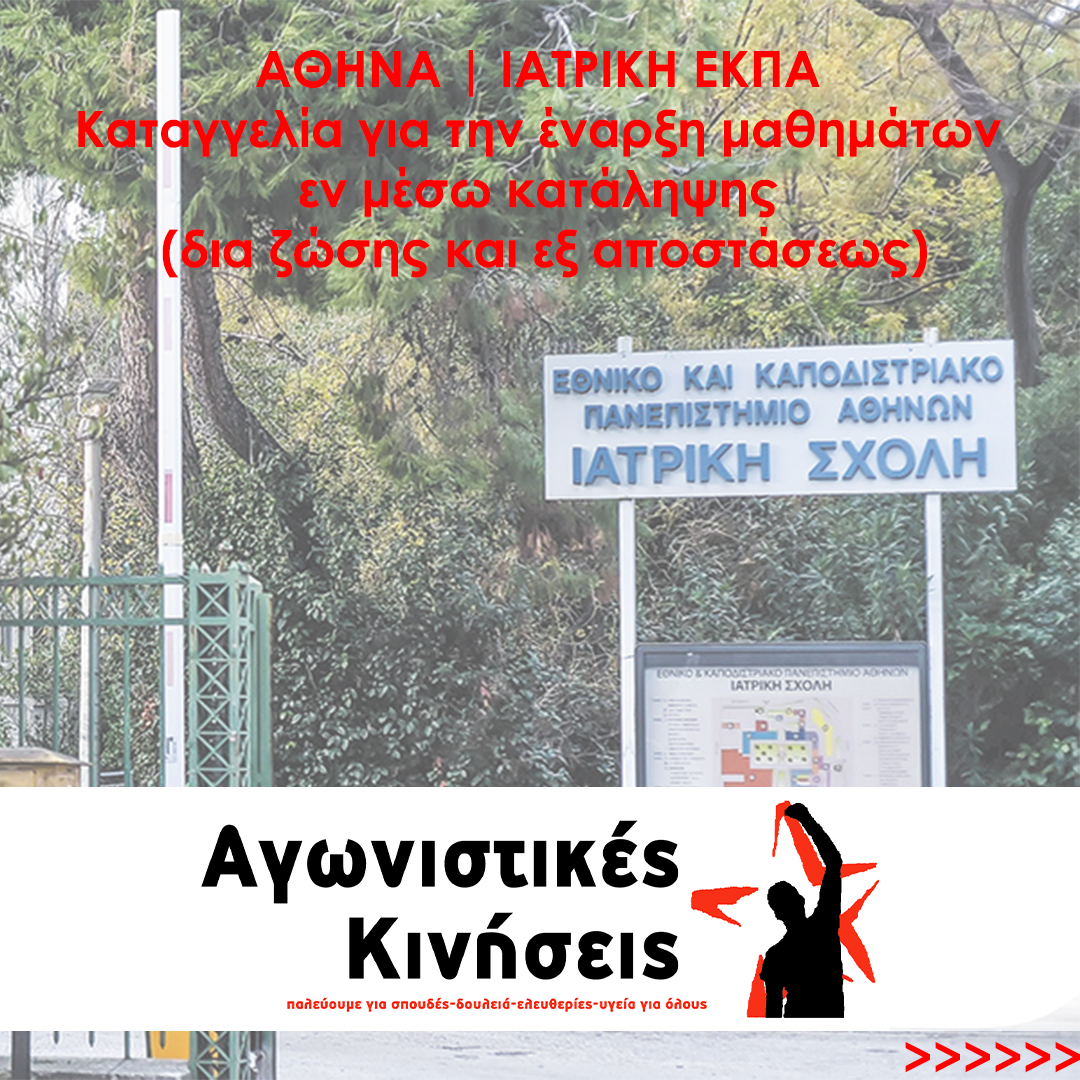 ΑΘΗΝΑ | ΙΑΤΡΙΚΗ ΕΚΠΑ
Καταγγελία για την έναρξη μαθημάτων
εν μέσω κατάληψης
(δια ζώσης και εξ αποστάσεως)
ΕΘΝΙΚΟ ΚΑΙ ΚΑΠΟΔΙΣΤΡΙΑΚΟ
ΠΑΝΕΠΙΣΤΗΜΙΟ ΑΘΗΝΩΝ
ΙΑΤΡΙΚΗ ΣΧΟΛΗ
ΕΘΝΙΚΟ & ΚΑΠΟΔΙΣΤΡΙΑΚΟ ΠΑΝΕΠΙΣΤΗΜΙΟ ΑΘΗΝΩΝ
ΙΑΤΡΙΚΗ ΣΧΟΛΗ
Αγωνιστικές
Κινήσεις
παλεύουμε για σπουδές-δουλειά-ελευθερίες-υγεία για όλους
>>>>>>